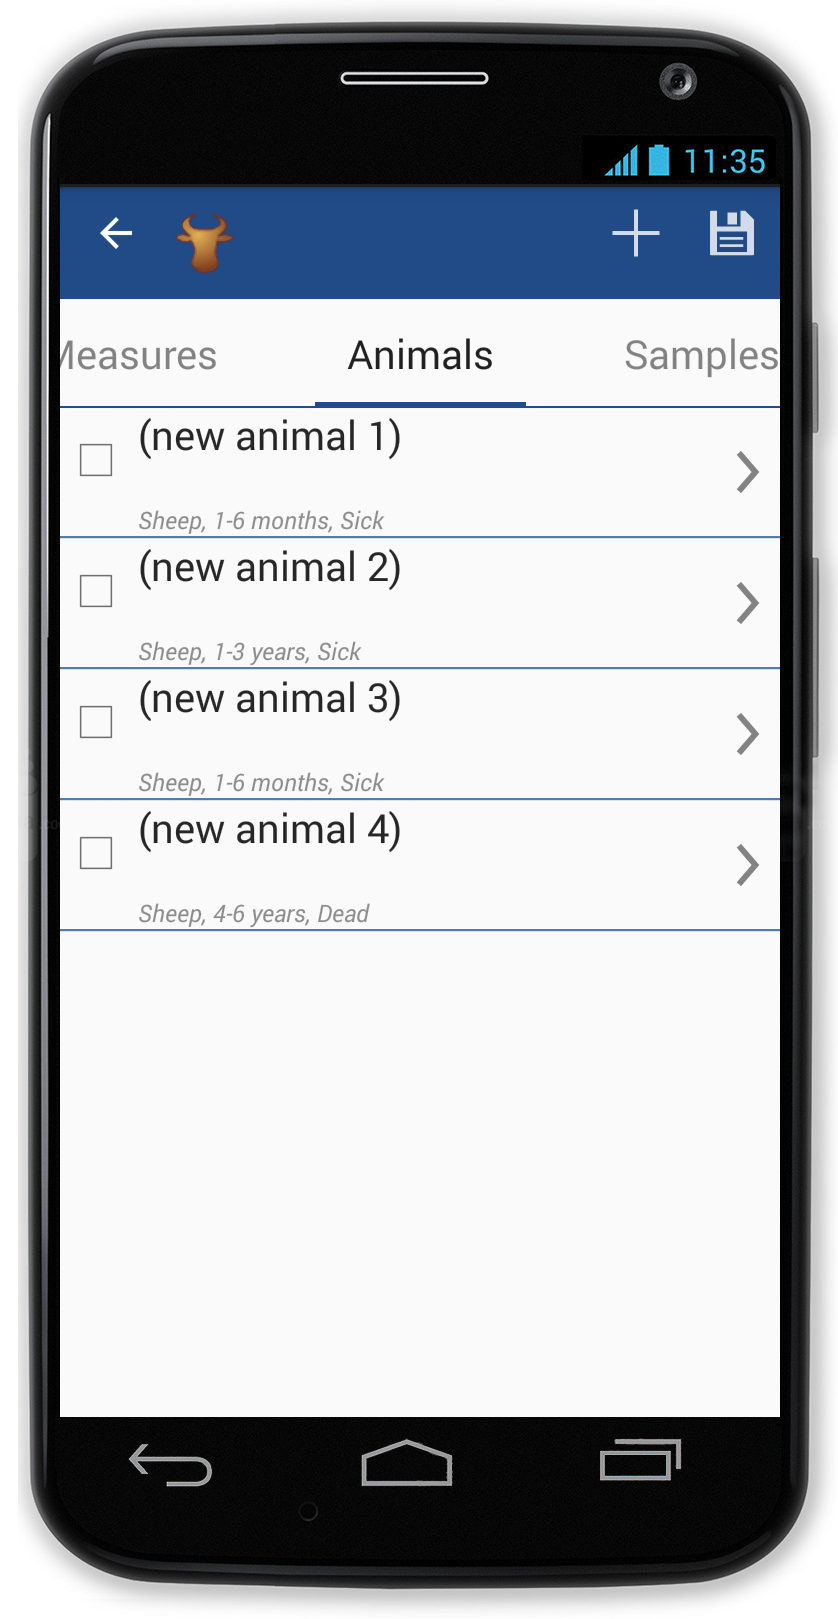 11:35
Measures Animals Samples
(new animal 1)
Sheep, 1-6 months, Sick
(new animal 2)
Sheep, 1-3 years, Sick
(new animal 3)
Sheep, 1-6 months, Sick
(new animal 4)
Sheep, 4-6 years, Dead